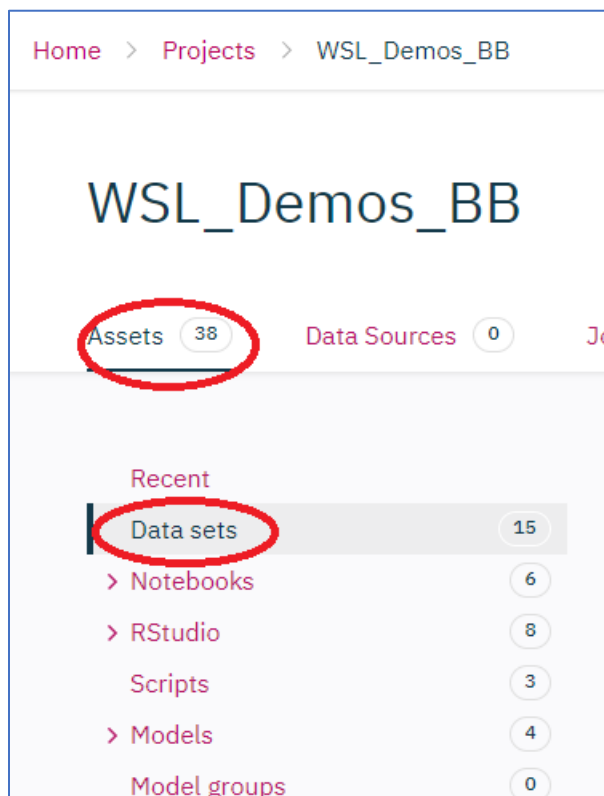 Home > Projects > WSL_Demos_BB
WSL_Demos_BB
Assets 38 Data Sources 0
Recent
Data sets 15
> Notebooks 6
> RStudio 8
Scripts 3
> Models 4
Model groups 0